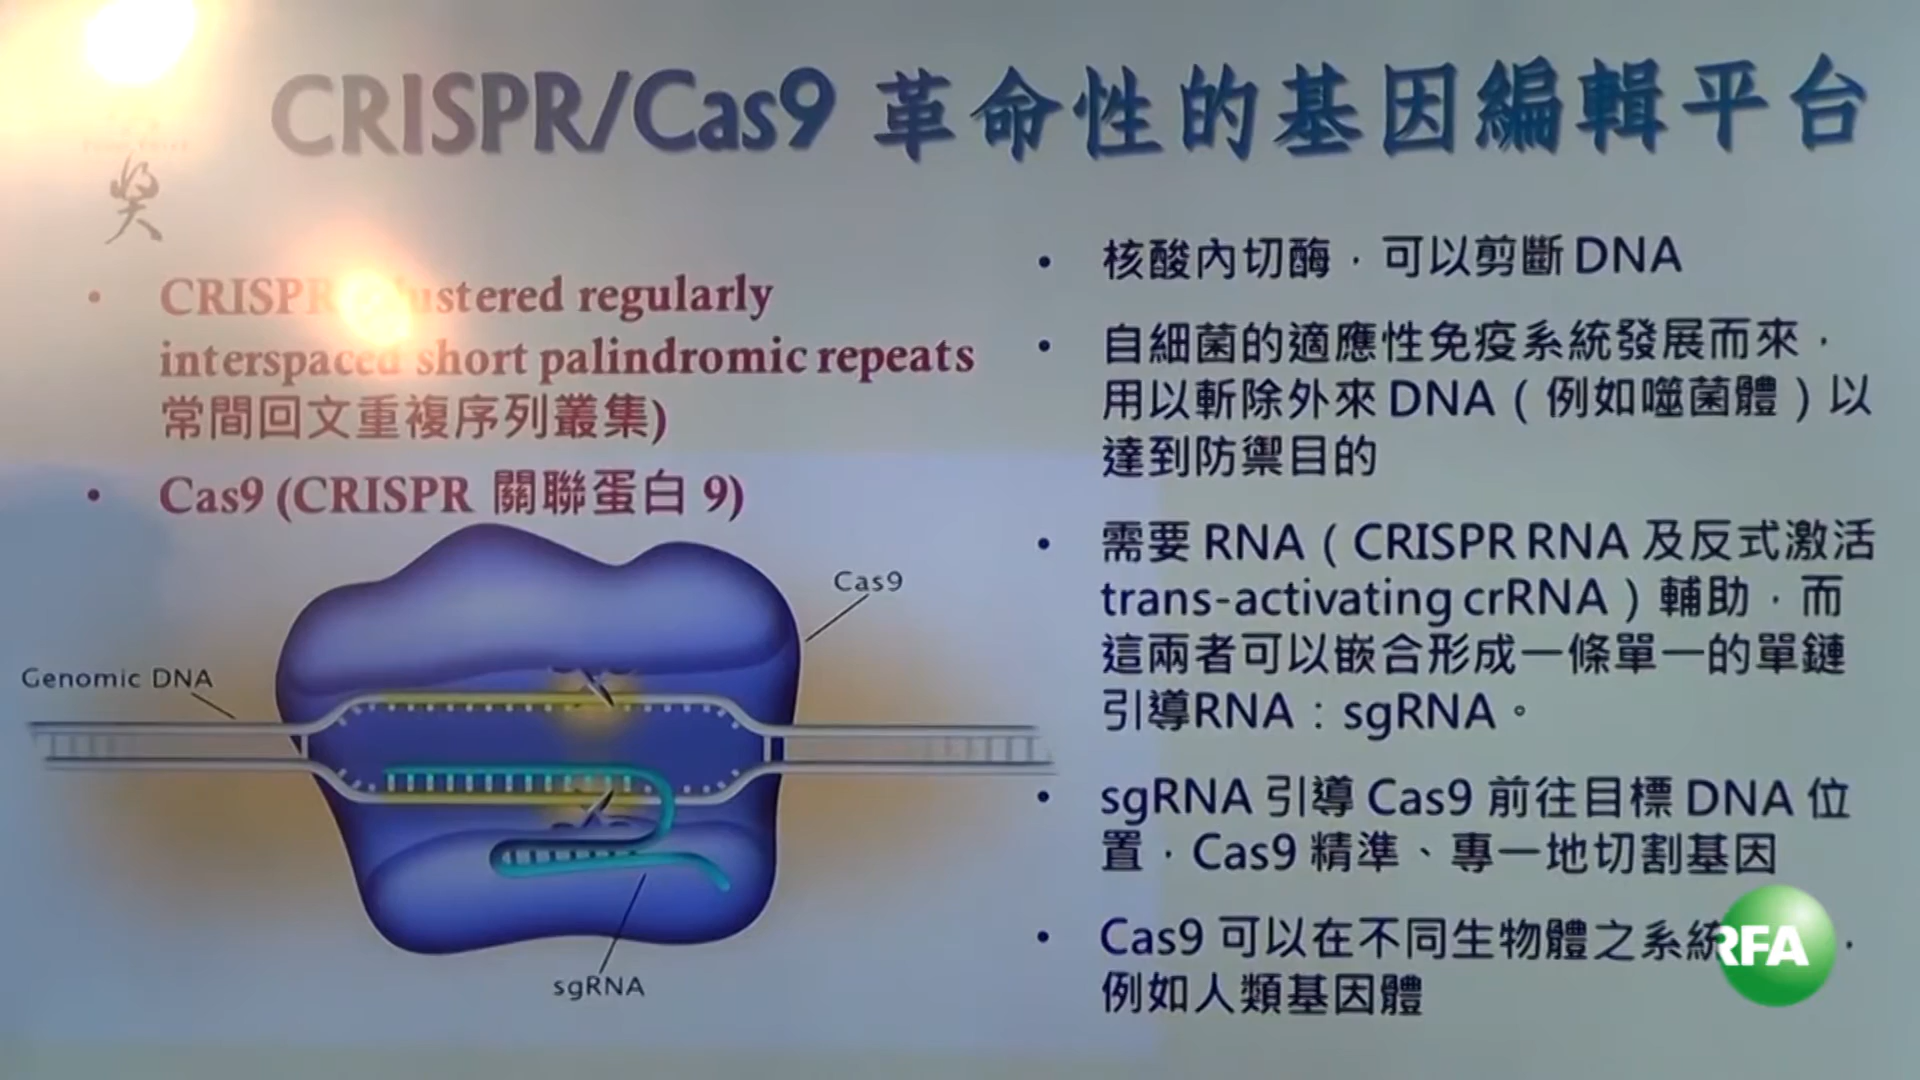 CRISPR/Cas9 革命性的基因編輯平台
奖
• CRISPR clustered regularly
interspaced short palindromic repeats
常間回文重複序列叢集)
• Cas9 (CRISPR 關聯蛋白 9)
Cas9
Genomic DNA
sgRNA
• 核酸內切酶，可以剪斷 DNA
• 自細菌的適應性免疫系統發展而來，
用以斬除外來 DNA（例如噬菌體）以
達到防禦目的
• 需要 RNA（CRISPR RNA 及反式激活
trans-activating crRNA）輔助，而
這兩者可以嵌合形成一條單一的單鏈
引導RNA：sgRNA。
• sgRNA 引導 Cas9 前往目標 DNA 位
置，Cas9 精準、專一地切割基因
• Cas9 可以在不同生物體之系統，
例如人類基因體
RFA